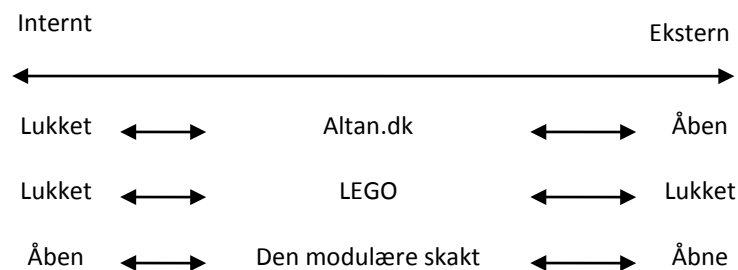 Internt
Ekstern
Lukket Altan.dk Åben
Lukket LEGO Lukket
Åben Den modulære skakt Åbne